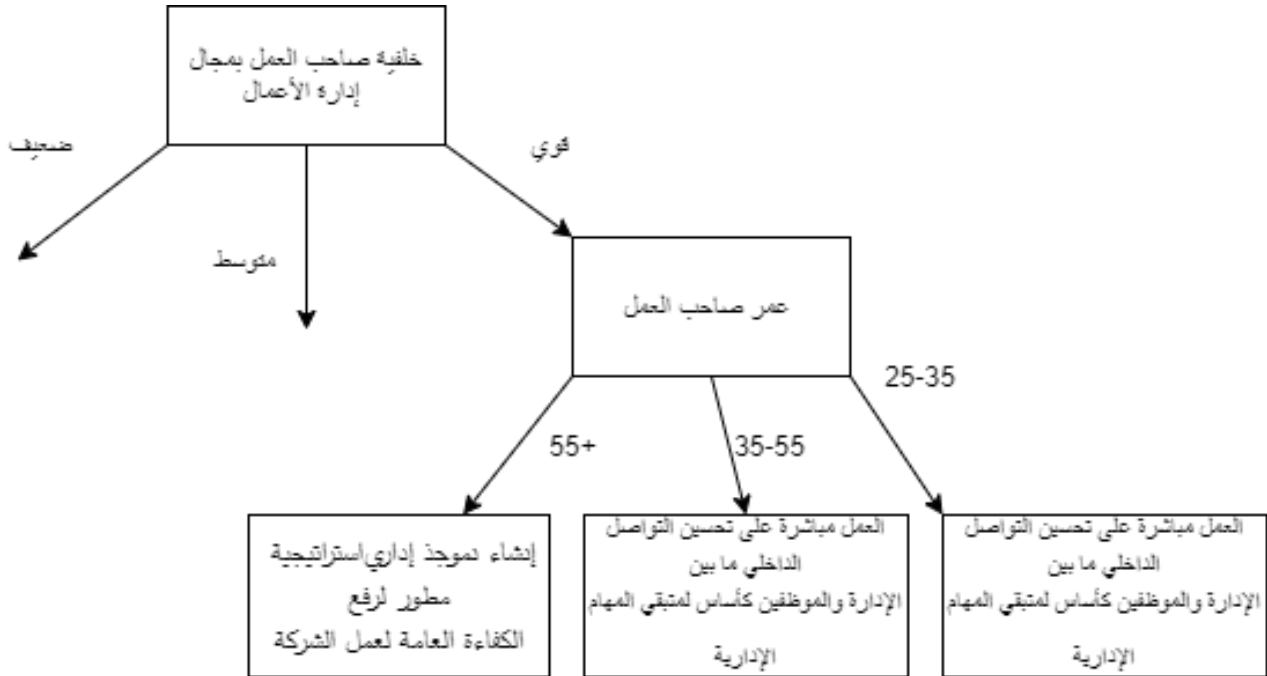 خلفية صاحب العمل بمجال
إدارة الأعمال
قوي
متوسط
ضعيف
عمر صاحب العمل
25-35
35-55
55+
العمل مباشرة على تحسين التواصل
الداخلي ما بين
الإدارة والموظفين كأساس لمتبقي المهام
الإدارية
العمل مباشرة على تحسين التواصل
الداخلي ما بين
الإدارة والموظفين كأساس لمتبقي المهام
الإدارية
إنشاء نموجذ إداري استراتيجية
مطور لرفع
الكفاءة العامة لعمل الشركة